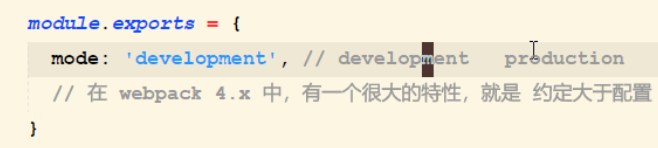 module.exports = {
mode: 'development', // development production
// 在 webpack 4.x 中，有一个很大的特性，就是 约定大于配置
}